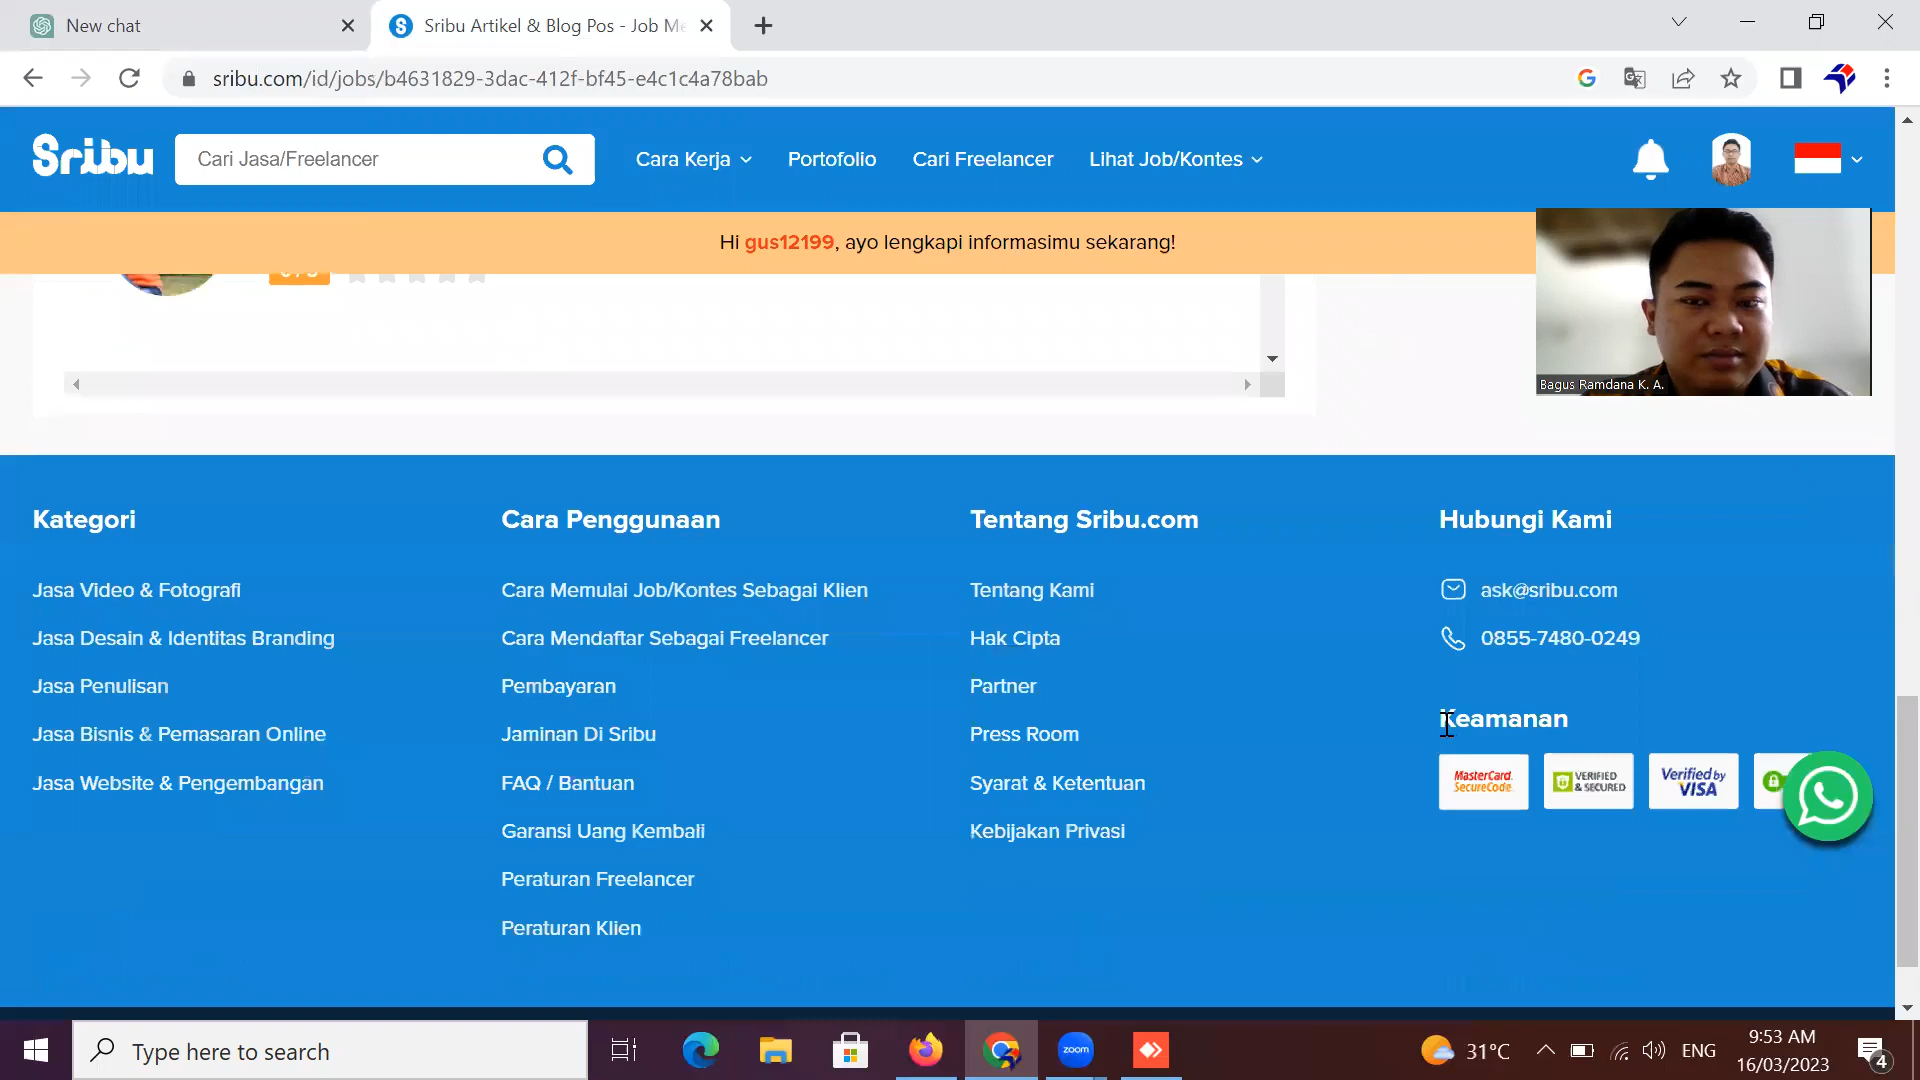 New chat
Sribu Artikel & Blog Pos - Job Me
sribu.com/id/jobs/b4631829-3dac-412f-bf45-e4c1c4a78bab
Sribu
Cari Jasa/Freelancer
Cara Kerja
Portofolio
Cari Freelancer
Lihat Job/Kontes
Hi gus12199, ayo lengkapi informasimu sekarang!
Bagus Ramdana K. A.
Kategori
Jasa Video & Fotografi
Jasa Desain & Identitas Branding
Jasa Penulisan
Jasa Bisnis & Pemasaran Online
Jasa Website & Pengembangan
Cara Penggunaan
Cara Memulai Job/Kontes Sebagai Klien
Cara Mendaftar Sebagai Freelancer
Pembayaran
Jaminan Di Sribu
FAQ / Bantuan
Garansi Uang Kembali
Peraturan Freelancer
Peraturan Klien
Tentang Sribu.com
Tentang Kami
Hak Cipta
Partner
Press Room
Syarat & Ketentuan
Kebijakan Privasi
Hubungi Kami
ask@sribu.com
0855-7480-0249
Keamanan
MasterCard.
SecureCode.
VERIFIED
& SECURED
Verified by
VISA
Type here to search
zoom
31°C
ENG
9:53 AM
16/03/2023
4